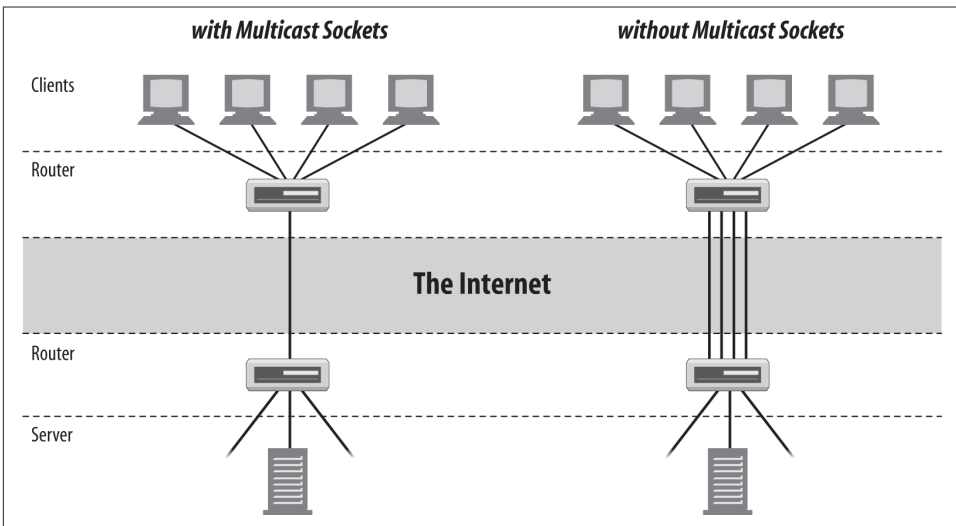 with Multicast Sockets
without Multicast Sockets
Clients
Router
The Internet
Router
Server